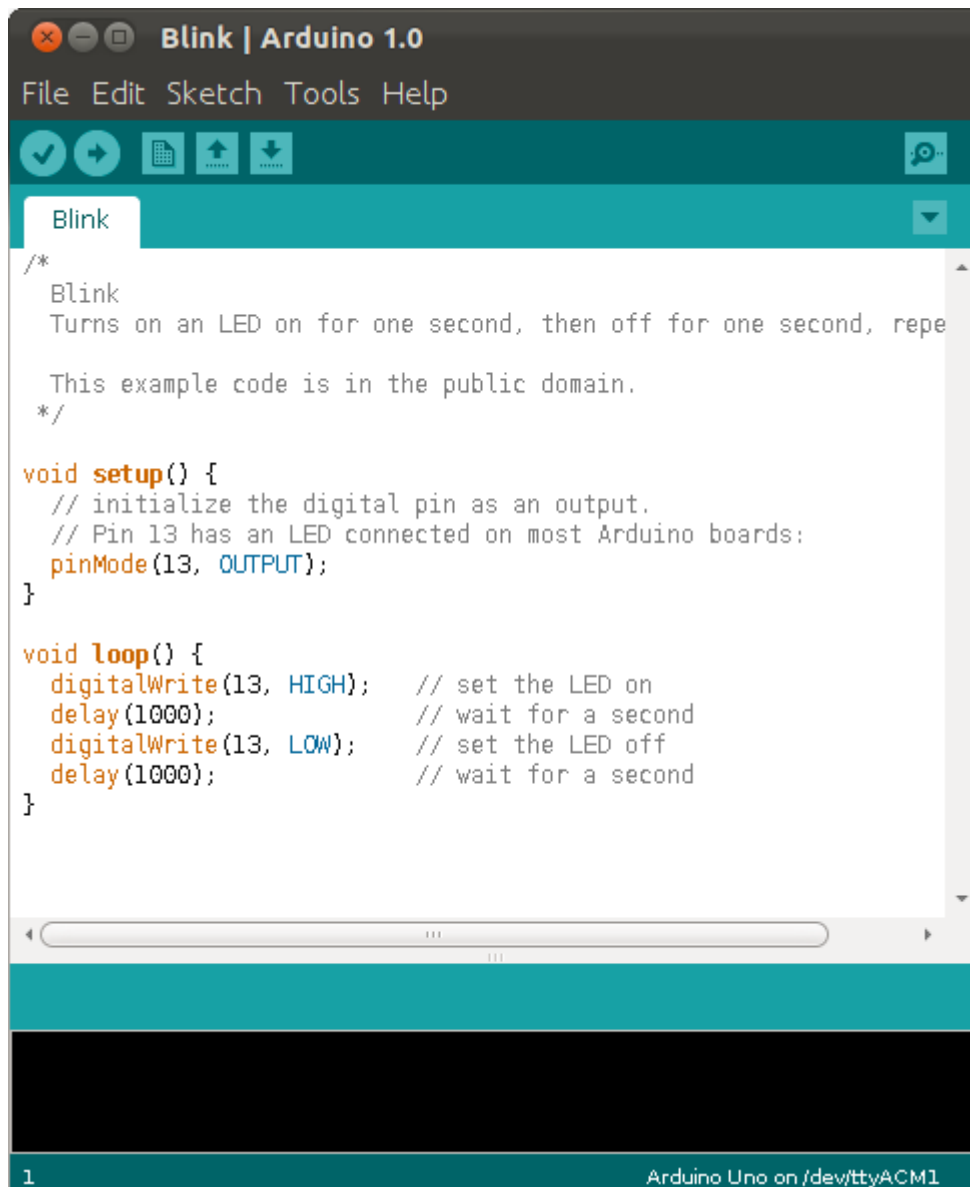 Blink | Arduino 1.0
File Edit Sketch Tools Help
Blink
/*
  Blink
  Turns on an LED on for one second, then off for one second, repe

  This example code is in the public domain.
 */

void setup() {
  // initialize the digital pin as an output.
  // Pin 13 has an LED connected on most Arduino boards:
  pinMode(13, OUTPUT);
}

void loop() {
  digitalWrite(13, HIGH);   // set the LED on
  delay(1000);              // wait for a second
  digitalWrite(13, LOW);    // set the LED off
  delay(1000);              // wait for a second
}
1 Arduino Uno on /dev/ttyACM1